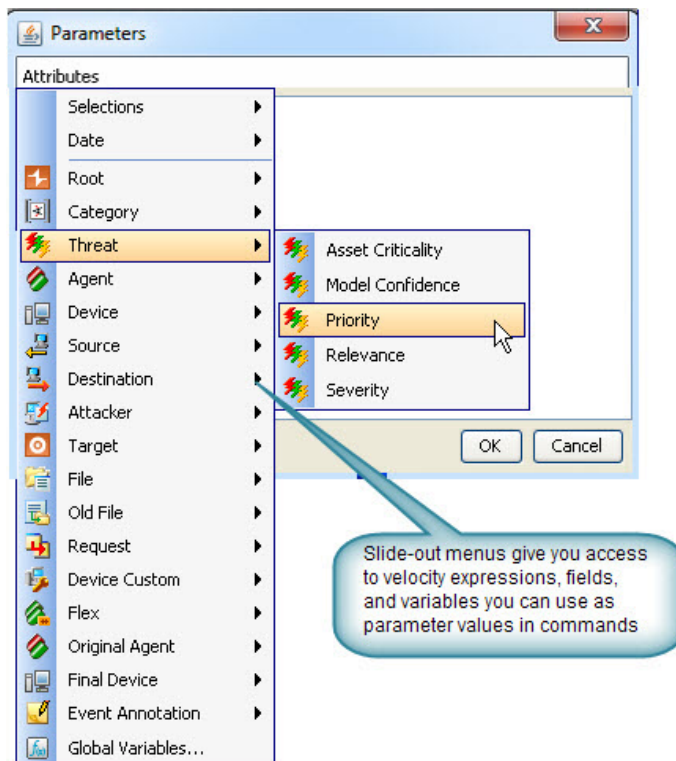 Parameters
Attributes
Selections
Date
Root
Category
Threat
Agent
Device
Source
Destination
Attacker
Target
File
Old File
Request
Device Custom
Flex
Original Agent
Final Device
Event Annotation
Global Variables...
Asset Criticality
Model Confidence
Priority
Relevance
Severity
OK
Cancel
Slide-out menus give you access
to velocity expressions, fields,
and variables you can use as
parameter values in commands